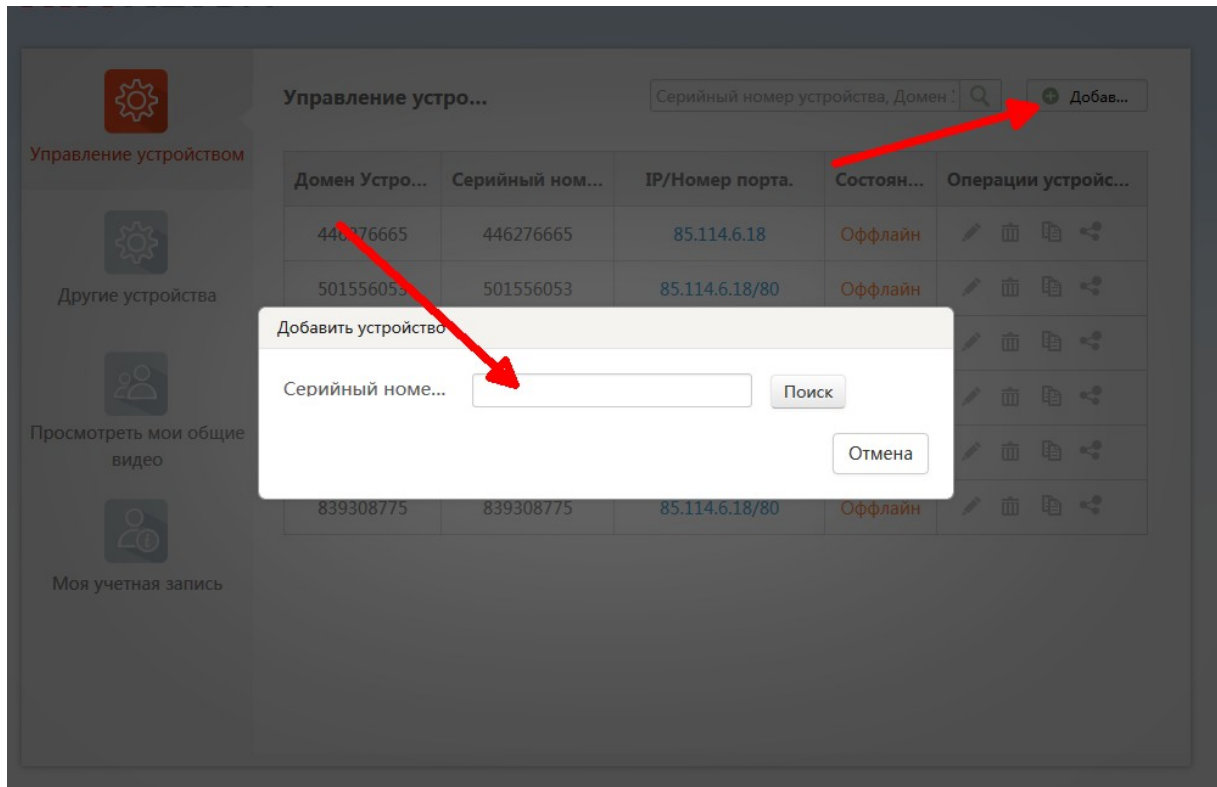 Управление устройством
Другие устройства
Просмотреть мои общие
видео
Моя учетная запись
Управление устро...
Серийный номер устройства, Домен
Добав...
Домен Устро... Серийный ном... IP/Номер порта. Состоян... Операции устройс...
446276665 446276665 85.114.6.18 Оффлайн
501556053 501556053 85.114.6.18/80 Оффлайн
Добавить устройство
Серийный номе...
Поиск
Отмена
839308775 839308775 85.114.6.18/80 Оффлайн